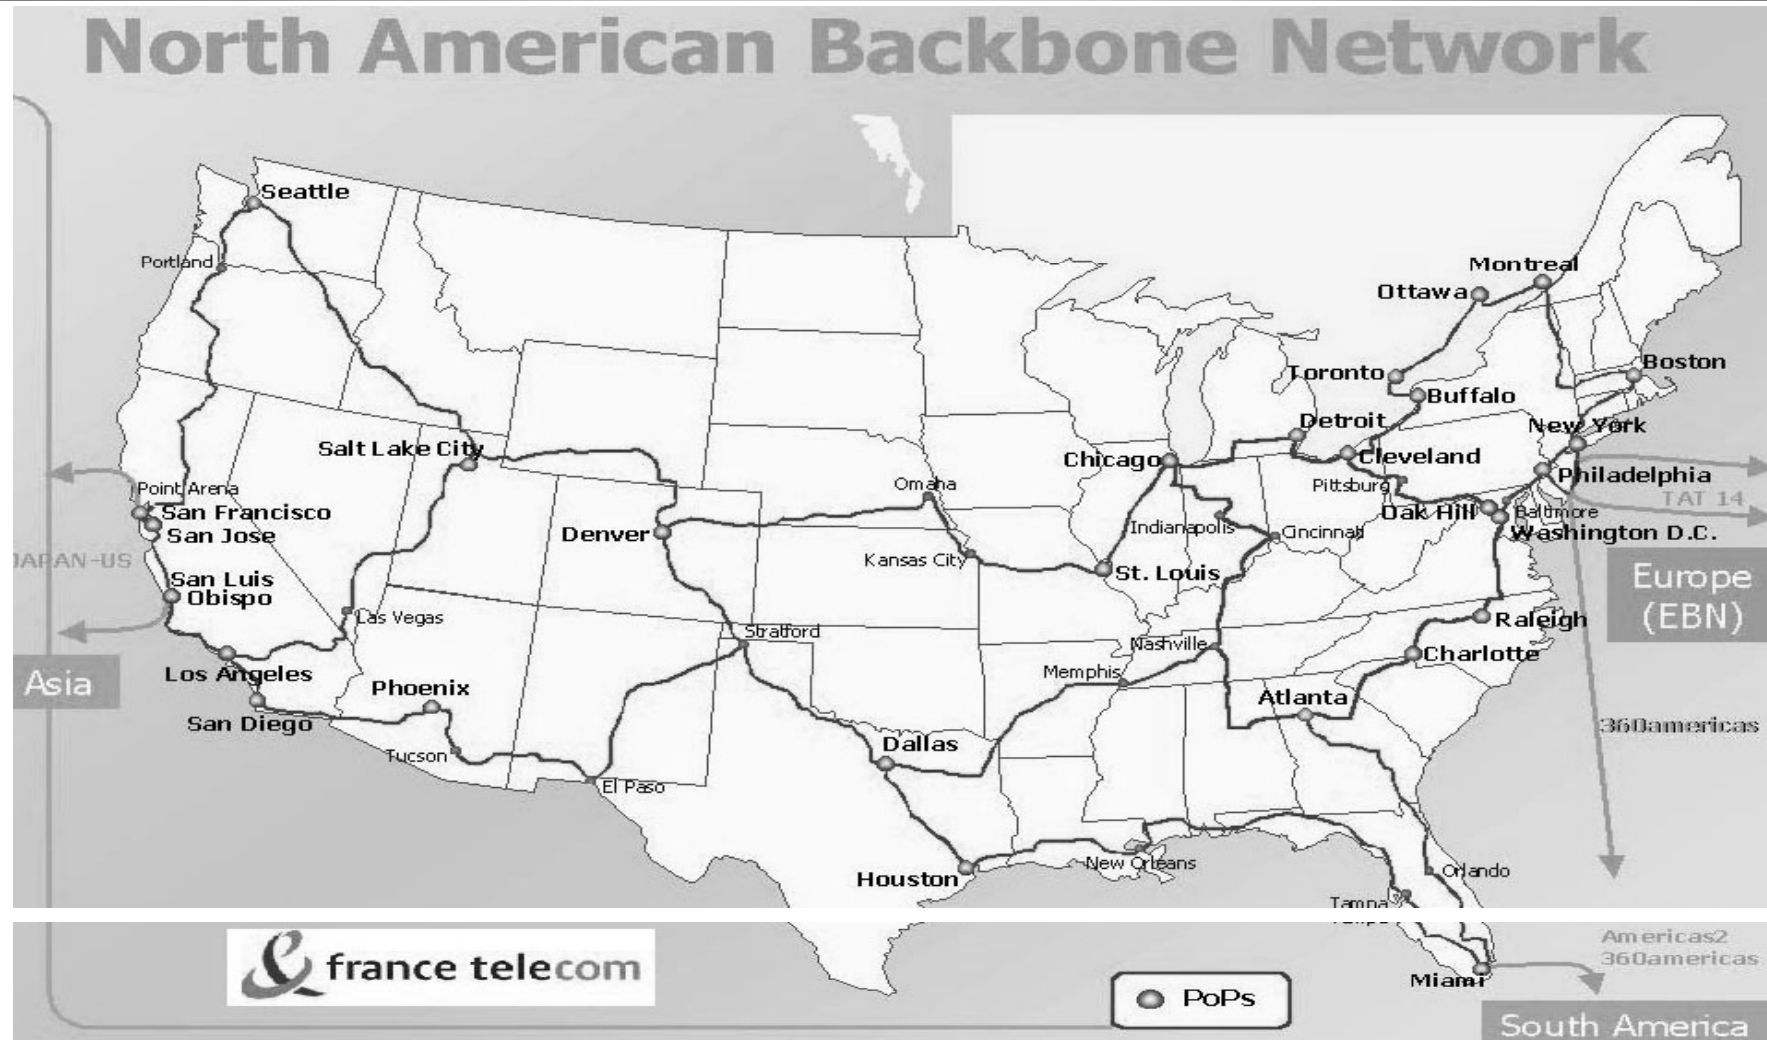 North American Backbone Network
Seattle
Portland
Montreal
Ottawa
Boston
Toronto
Buffalo
Detroit
New York
Salt Lake City
Chicago
Cleveland
Philadelphia
Point Arena
Omaha
Pittsburg
TAT 14
San Francisco
Oak Hill
Baltimore
San Jose
Denver
Indianapolis
Cincinnati
Washington D.C.
JAPAN-US
Kansas City
St. Louis
San Luis
Obispo
Europe
(EBN)
Las Vegas
Stratford
Raleigh
Nashville
Charlotte
Los Angeles
Memphis
Asia
Phoenix
Atlanta
San Diego
360americas
Dallas
Tucson
El Paso
New Orleans
Houston
Orlando
Tampa
Americas2
360americas
france telecom
Miami
PoPs
South America